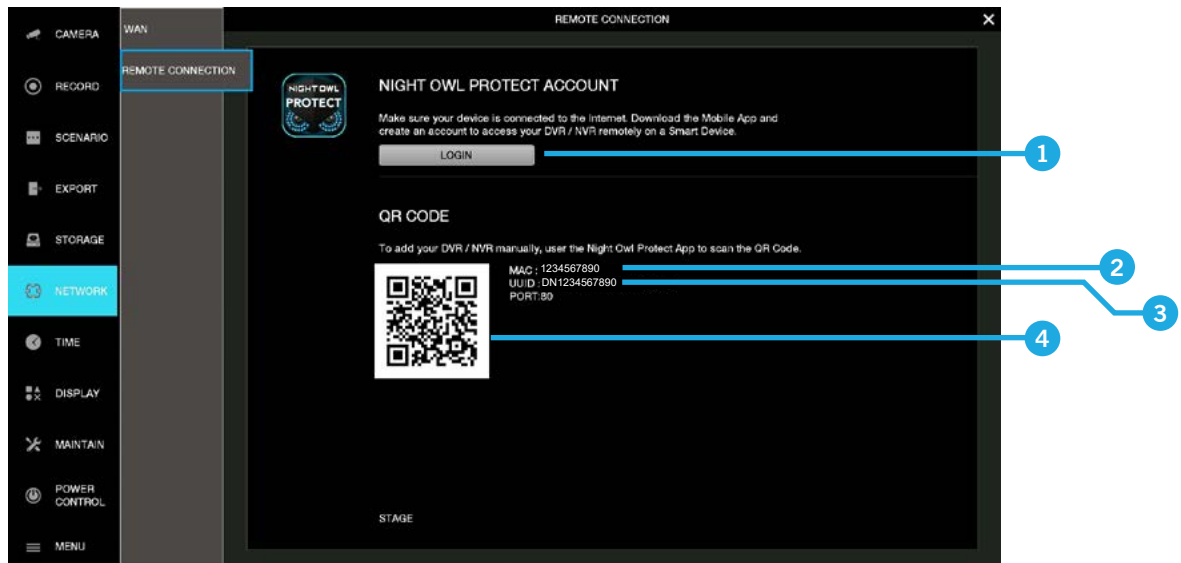 REMOTE CONNECTION
CAMERA
RECORD
SCENARIO
EXPORT
STORAGE
NETWORK
TIME
DISPLAY
MAINTAIN
POWER
CONTROL
MENU
WAN
REMOTE CONNECTION
NIGHT OWL
PROTECT
NIGHT OWL PROTECT ACCOUNT
Make sure your device is connected to the Internet. Download the Mobile App and
create an account to access your DVR / NVR remotely on a Smart Device.
LOGIN
1
QR CODE
To add your DVR / NVR manually, user the Night Owl Protect App to scan the QR Code.
MAC : 1234567890
2
UUID : DN1234567890
3
PORT:80
4
STAGE